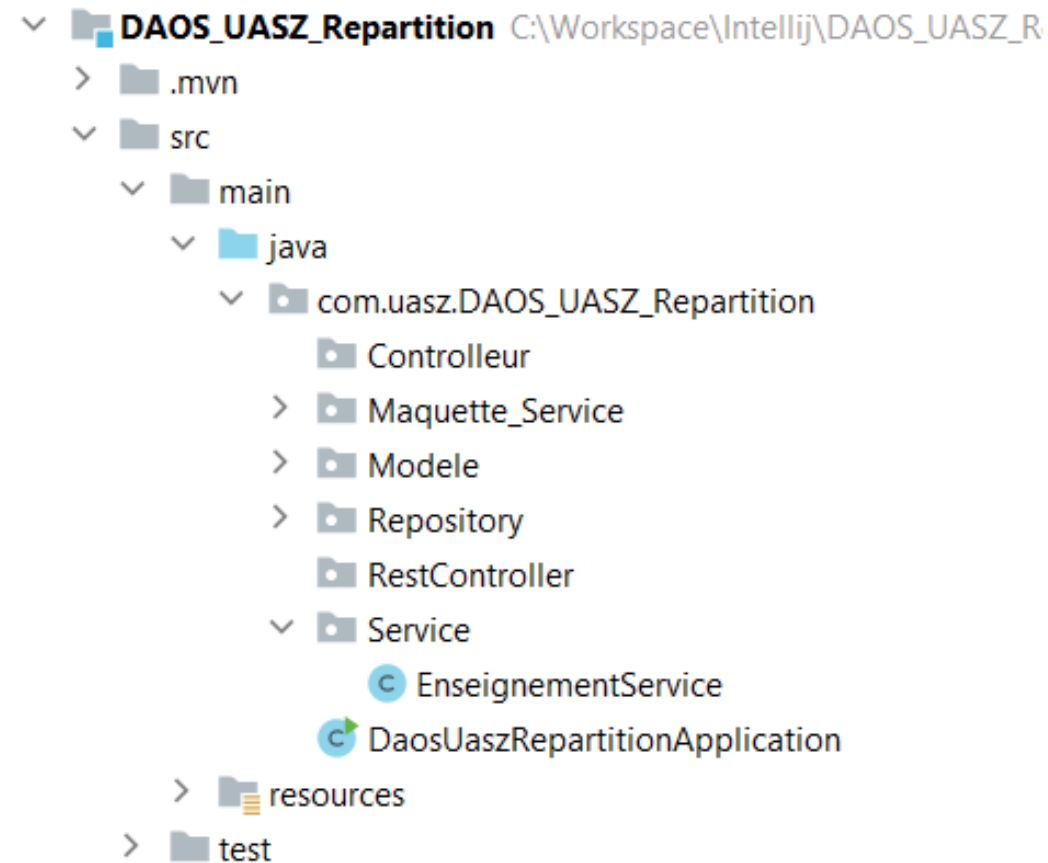 DAOS_UASZ_Repartition C:\Workspace\Intellij\DAOS_UASZ_R
.mvn
src
main
java
com.uasz.DAOS_UASZ_Repartition
Controlleur
Maquette_Service
Modele
Repository
RestController
Service
C EnseignementService
C DaosUaszRepartitionApplication
resources
test